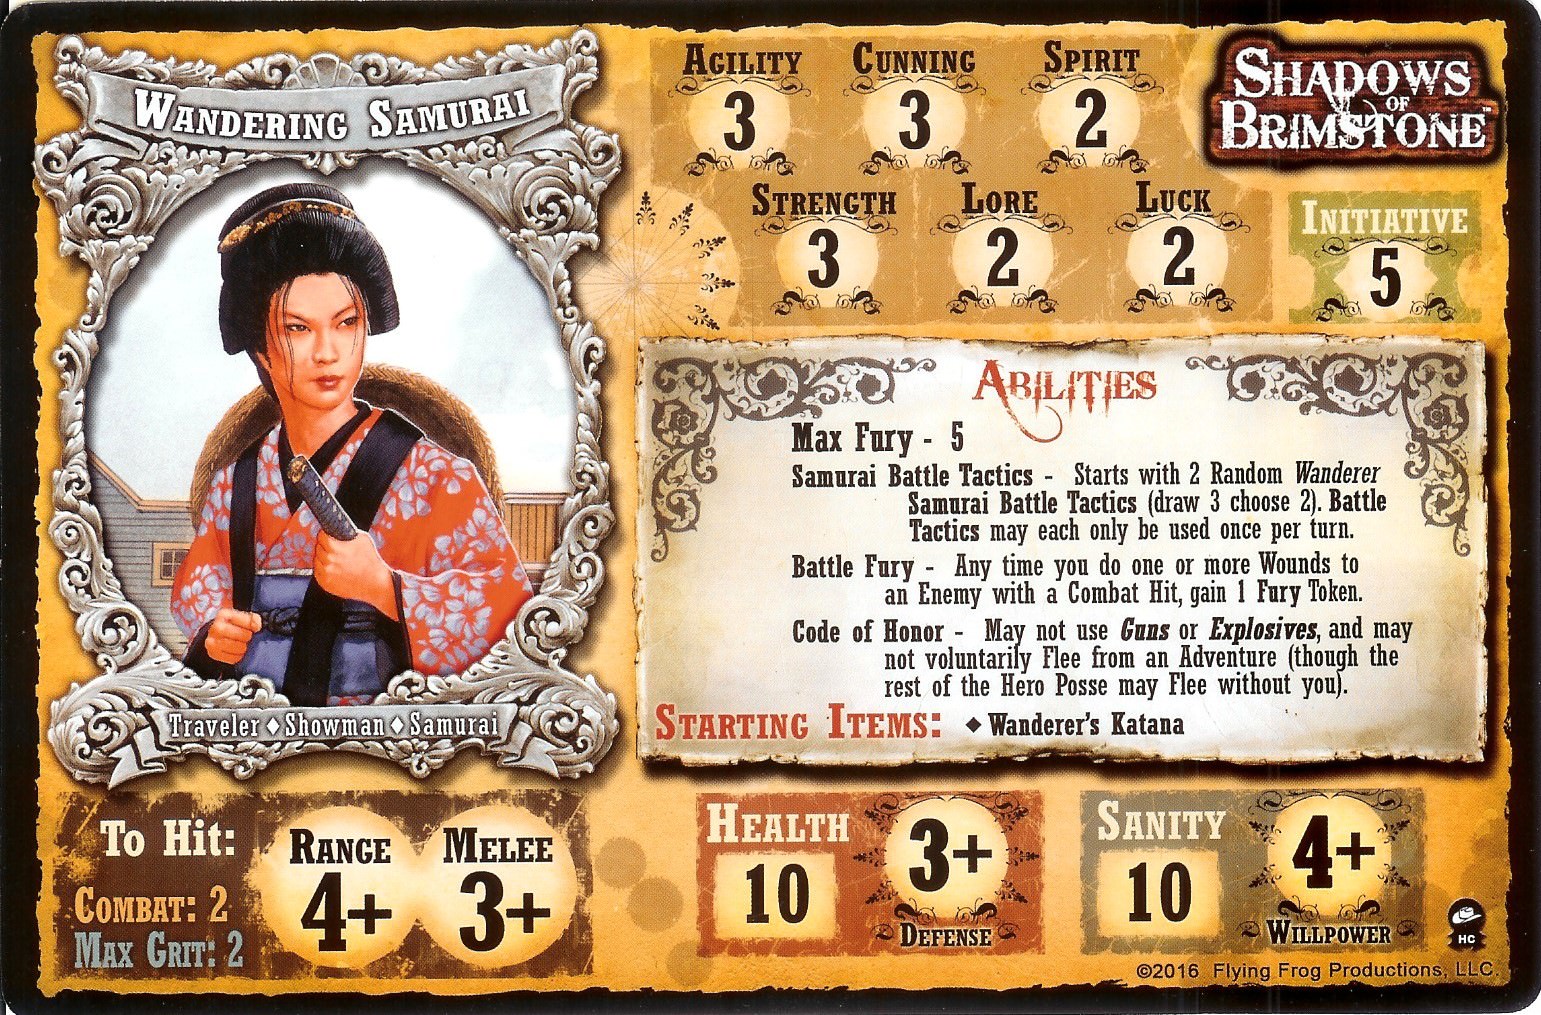 Wandering Samurai
Traveler ◆ Showman ◆ Samurai
To Hit:
Range
4+
Melee
3+
Combat: 2
Max Grit: 2
Agility
3
Cunning
3
Spirit
2
Strength
3
Lore
2
Luck
2
Shadows
of
Brimstone™
Initiative
5
Abilities
Max Fury - 5
Samurai Battle Tactics - Starts with 2 Random Wanderer
Samurai Battle Tactics (draw 3 choose 2). Battle
Tactics may each only be used once per turn.
Battle Fury - Any time you do one or more Wounds to
an Enemy with a Combat Hit, gain 1 Fury Token.
Code of Honor - May not use Guns or Explosives, and may
not voluntarily Flee from an Adventure (though the
rest of the Hero Posse may Flee without you).
Starting Items: ◆ Wanderer's Katana
Health
10
3+
Defense
Sanity
10
4+
Willpower
HC
©2016 Flying Frog Productions, LLC.